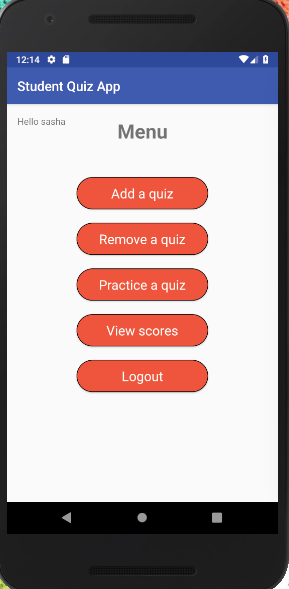 12:14
Student Quiz App
Hello sasha
Menu
Add a quiz
Remove a quiz
Practice a quiz
View scores
Logout